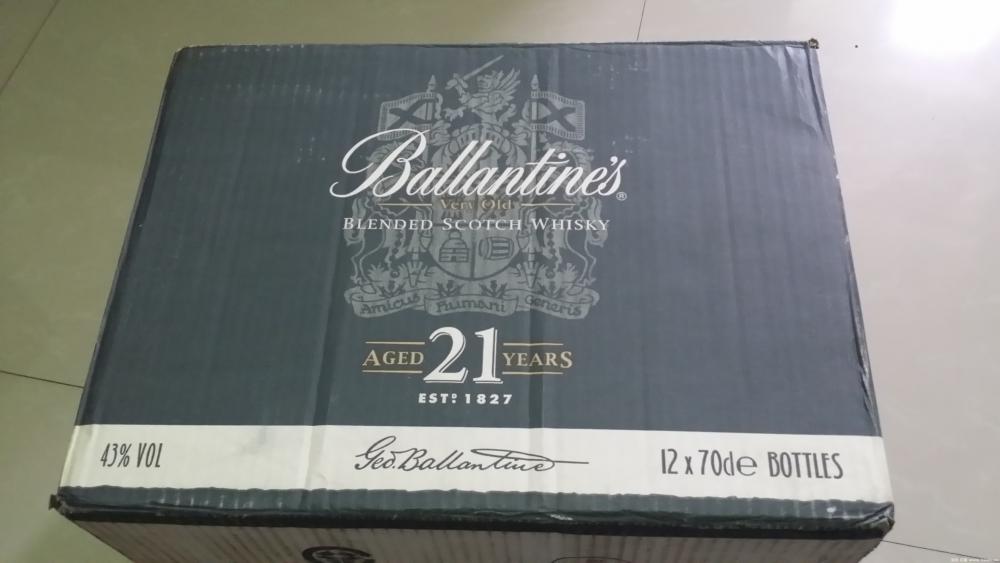 Ballantine's®
Very Old
BLENDED SCOTCH WHISKY
Amicus Humani Generis
AGED 21 YEARS
ESTD 1827
43% VOL
Geo. Ballantine
12 x 70cl e BOTTLES